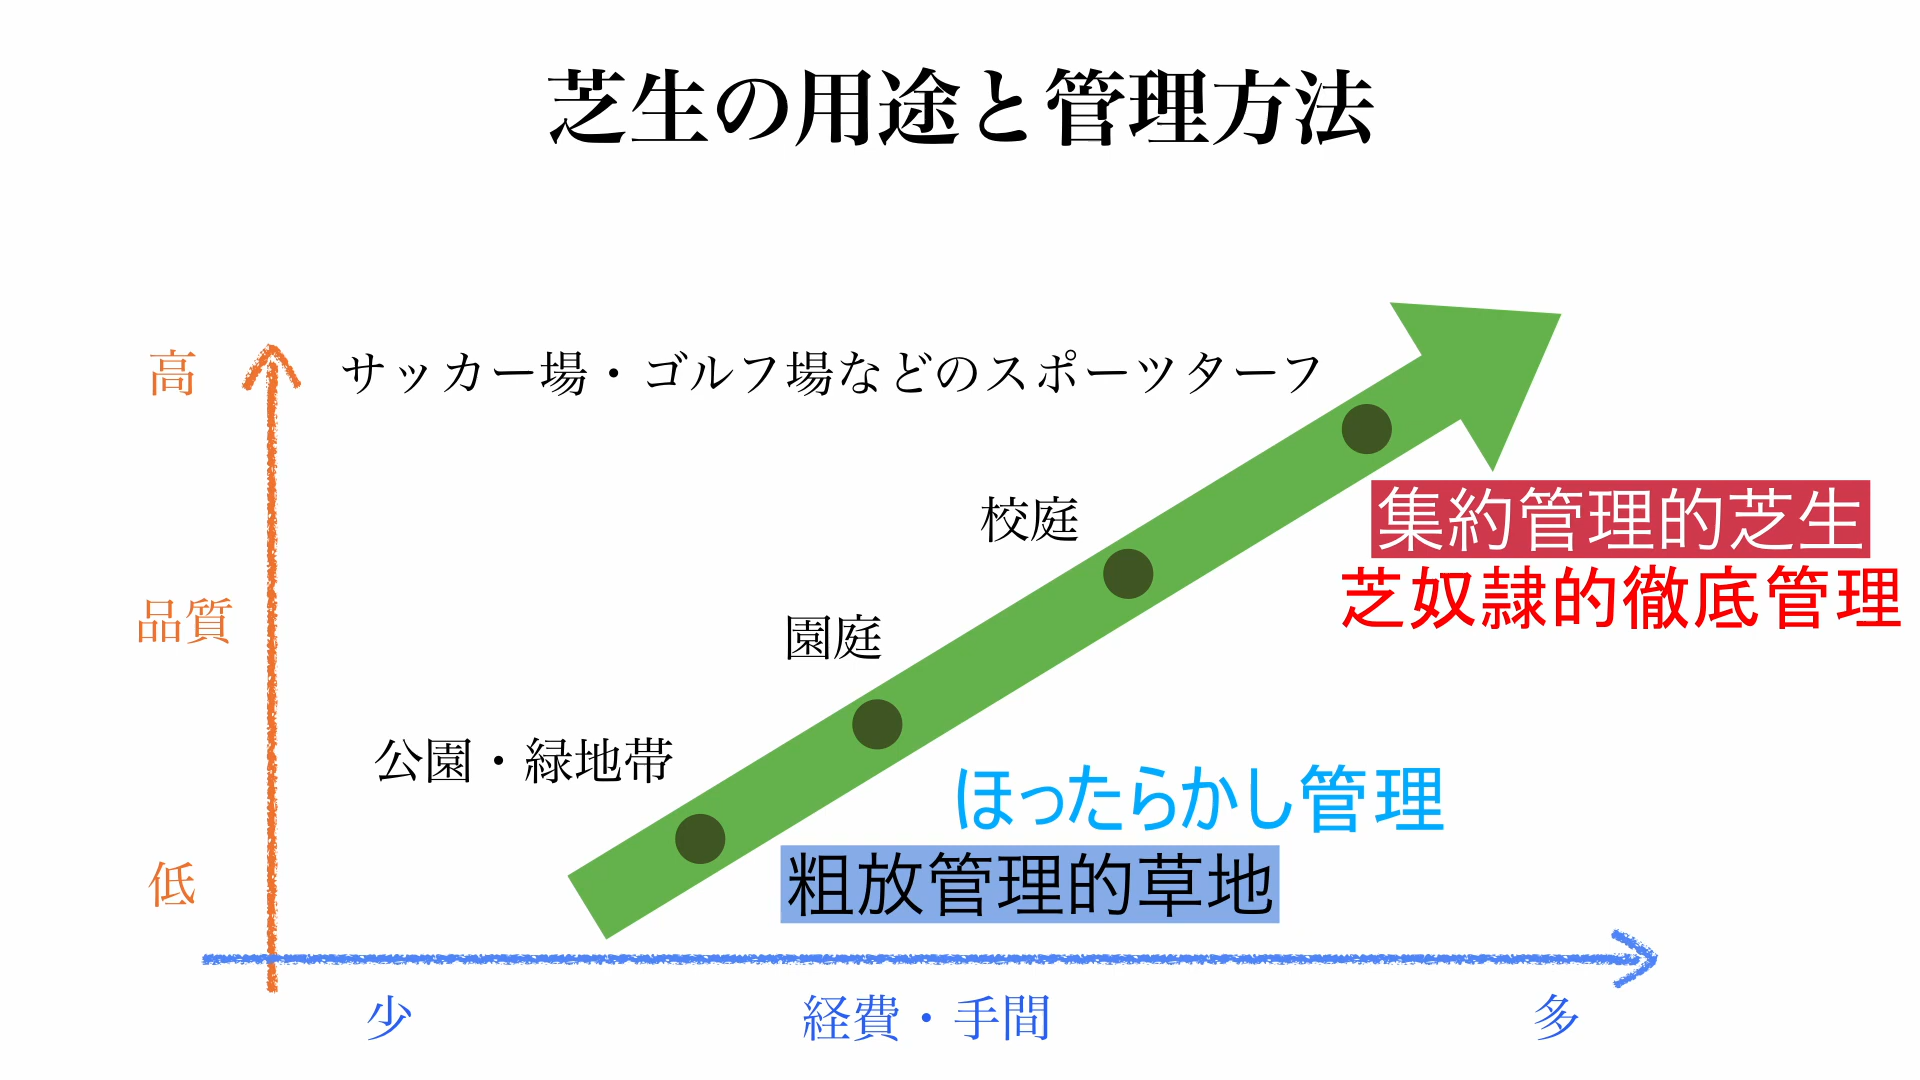 芝生の用途と管理方法
高
サッカー場・ゴルフ場などのスポーツターフ
校庭
集約管理的芝生
芝奴隷的徹底管理
品質
園庭
公園・緑地帯
ほったらかし管理
粗放管理的草地
低
少
経費・手間
多